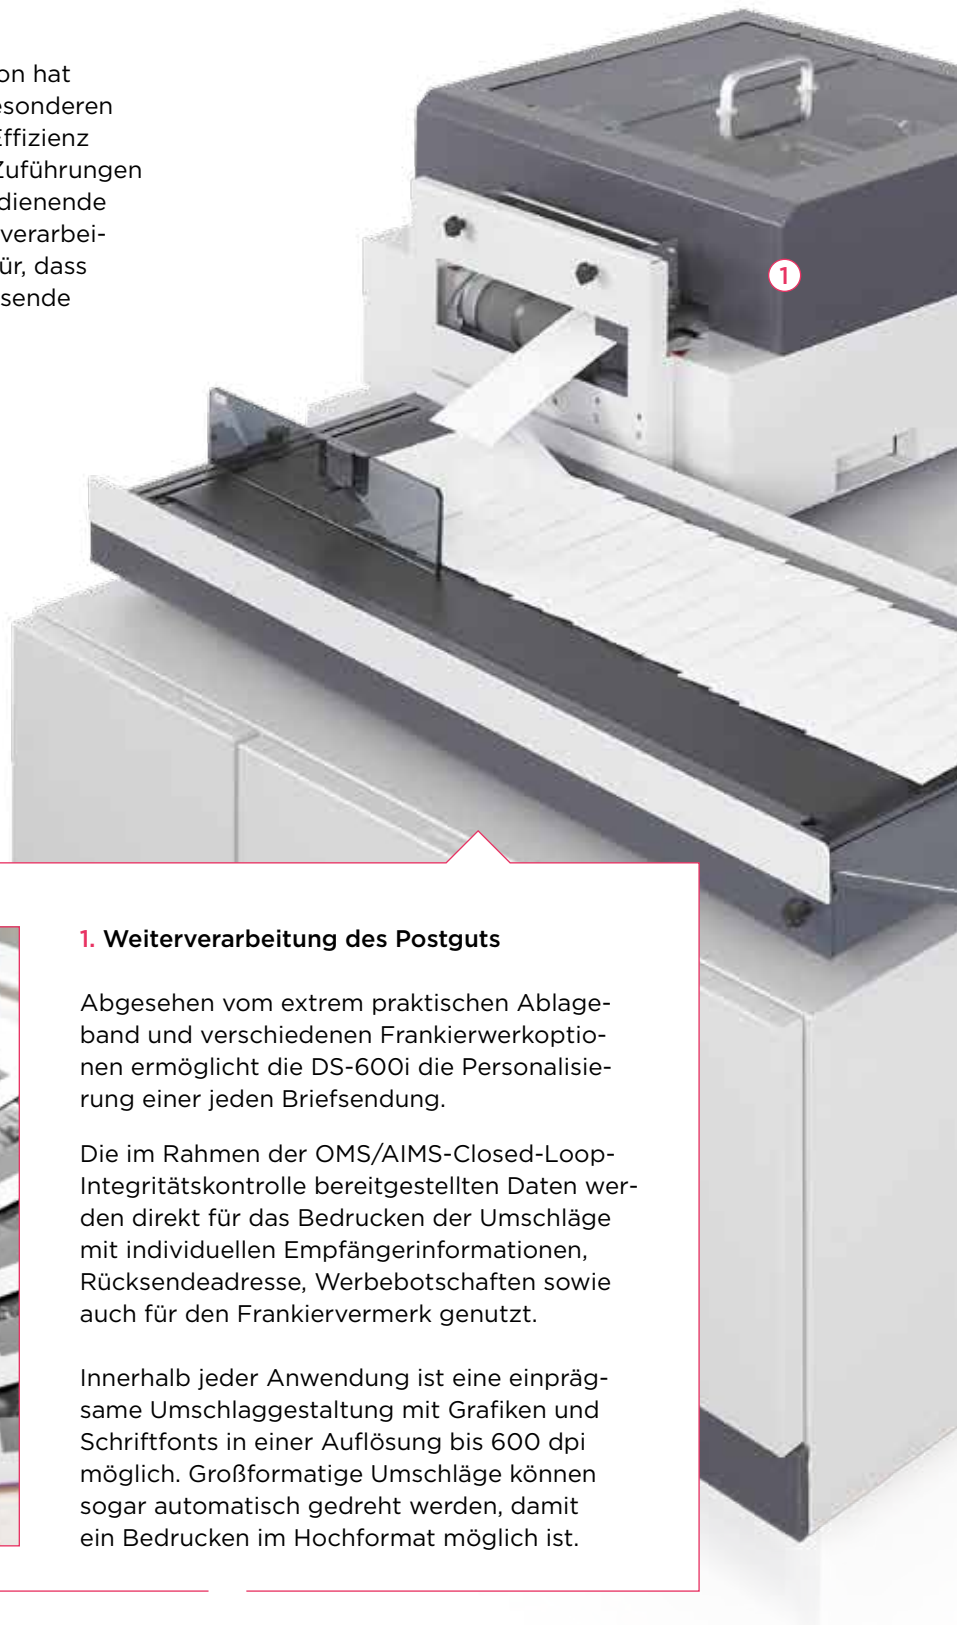 on hat
esonderen
Effizienz
Zuführungen
dienende
verarbei-
ür, dass
sende
1
1. Weiterverarbeitung des Postguts
Abgesehen vom extrem praktischen Ablage-
band und verschiedenen Frankierwerkoptio-
nen ermöglicht die DS-600i die Personalisie-
rung einer jeden Briefsendung.
Die im Rahmen der OMS/AIMS-Closed-Loop-
Integritätskontrolle bereitgestellten Daten wer-
den direkt für das Bedrucken der Umschläge
mit individuellen Empfängerinformationen,
Rücksendeadresse, Werbebotschaften sowie
auch für den Frankiervermerk genutzt.
Innerhalb jeder Anwendung ist eine einpräg-
same Umschlaggestaltung mit Grafiken und
Schriftfonts in einer Auflösung bis 600 dpi
möglich. Großformatige Umschläge können
sogar automatisch gedreht werden, damit
ein Bedrucken im Hochformat möglich ist.